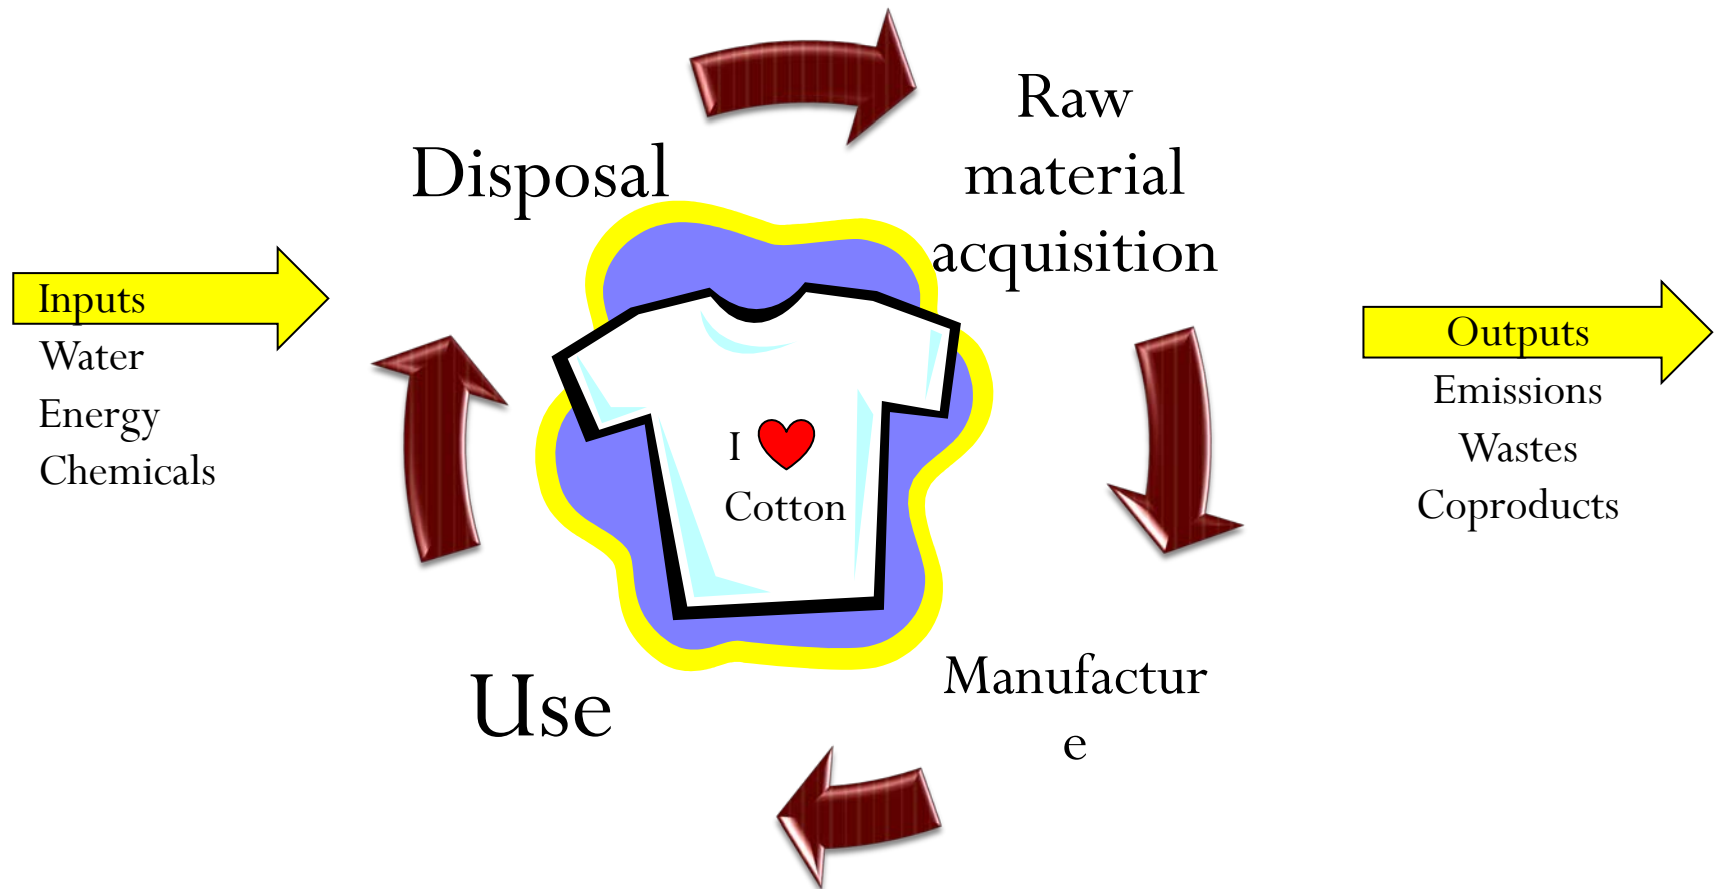 Disposal
Raw
material
acquisition
Inputs
Water
Energy
Chemicals
I
Cotton
Outputs
Emissions
Wastes
Coproducts
Use
Manufactur
e